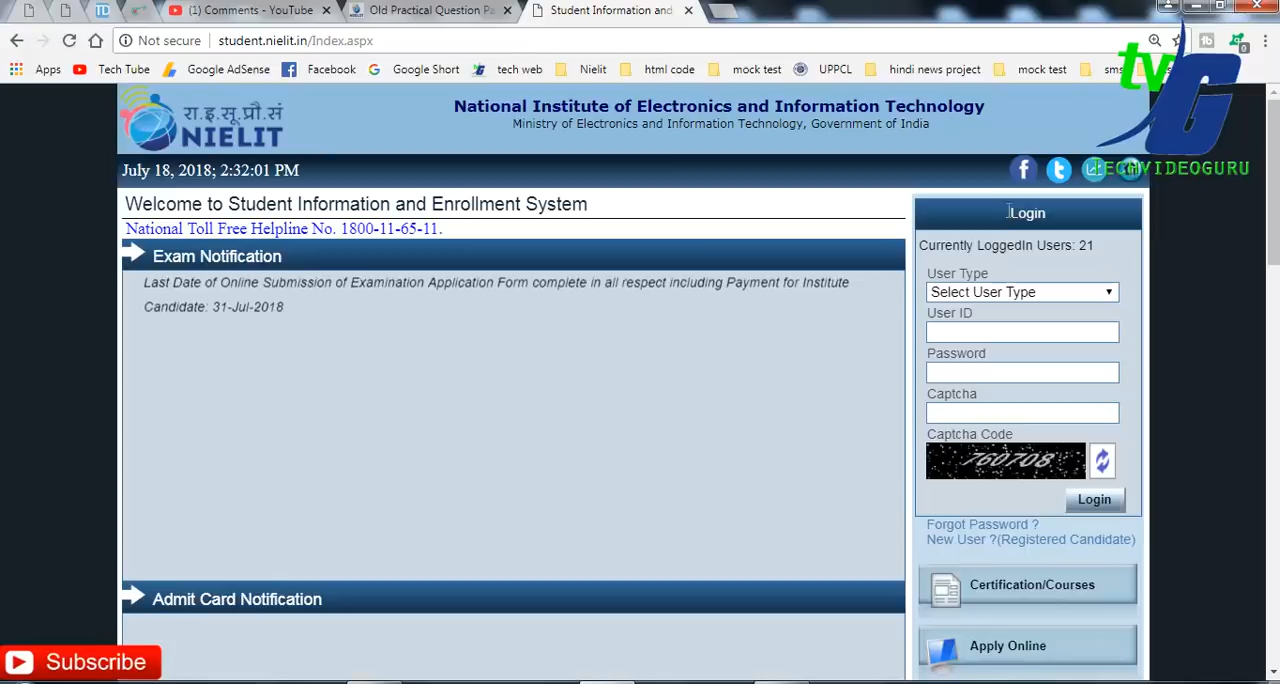 (1) Comments - YouTube
Old Practical Question Pa
Student Information and
Not secure
student.nielit.in/Index.aspx
Apps
Tech Tube
Google AdSense
Facebook
Google Short
tech web
Nielit
html code
mock test
UPPCL
hindi news project
mock test
sms
tv
G
TECHVIDEOGURU
रा.इ.सू.प्रौ.सं
NIELIT
National Institute of Electronics and Information Technology
Ministry of Electronics and Information Technology, Government of India
July 18, 2018; 2:32:01 PM
Welcome to Student Information and Enrollment System
National Toll Free Helpline No. 1800-11-65-11.
Exam Notification
Last Date of Online Submission of Examination Application Form complete in all respect including Payment for Institute
Candidate: 31-Jul-2018
Admit Card Notification
Login
Currently LoggedIn Users: 21
User Type
Select User Type
User ID
Password
Captcha
Captcha Code
760708
Login
Forgot Password ?
New User ?(Registered Candidate)
Certification/Courses
Apply Online
Subscribe